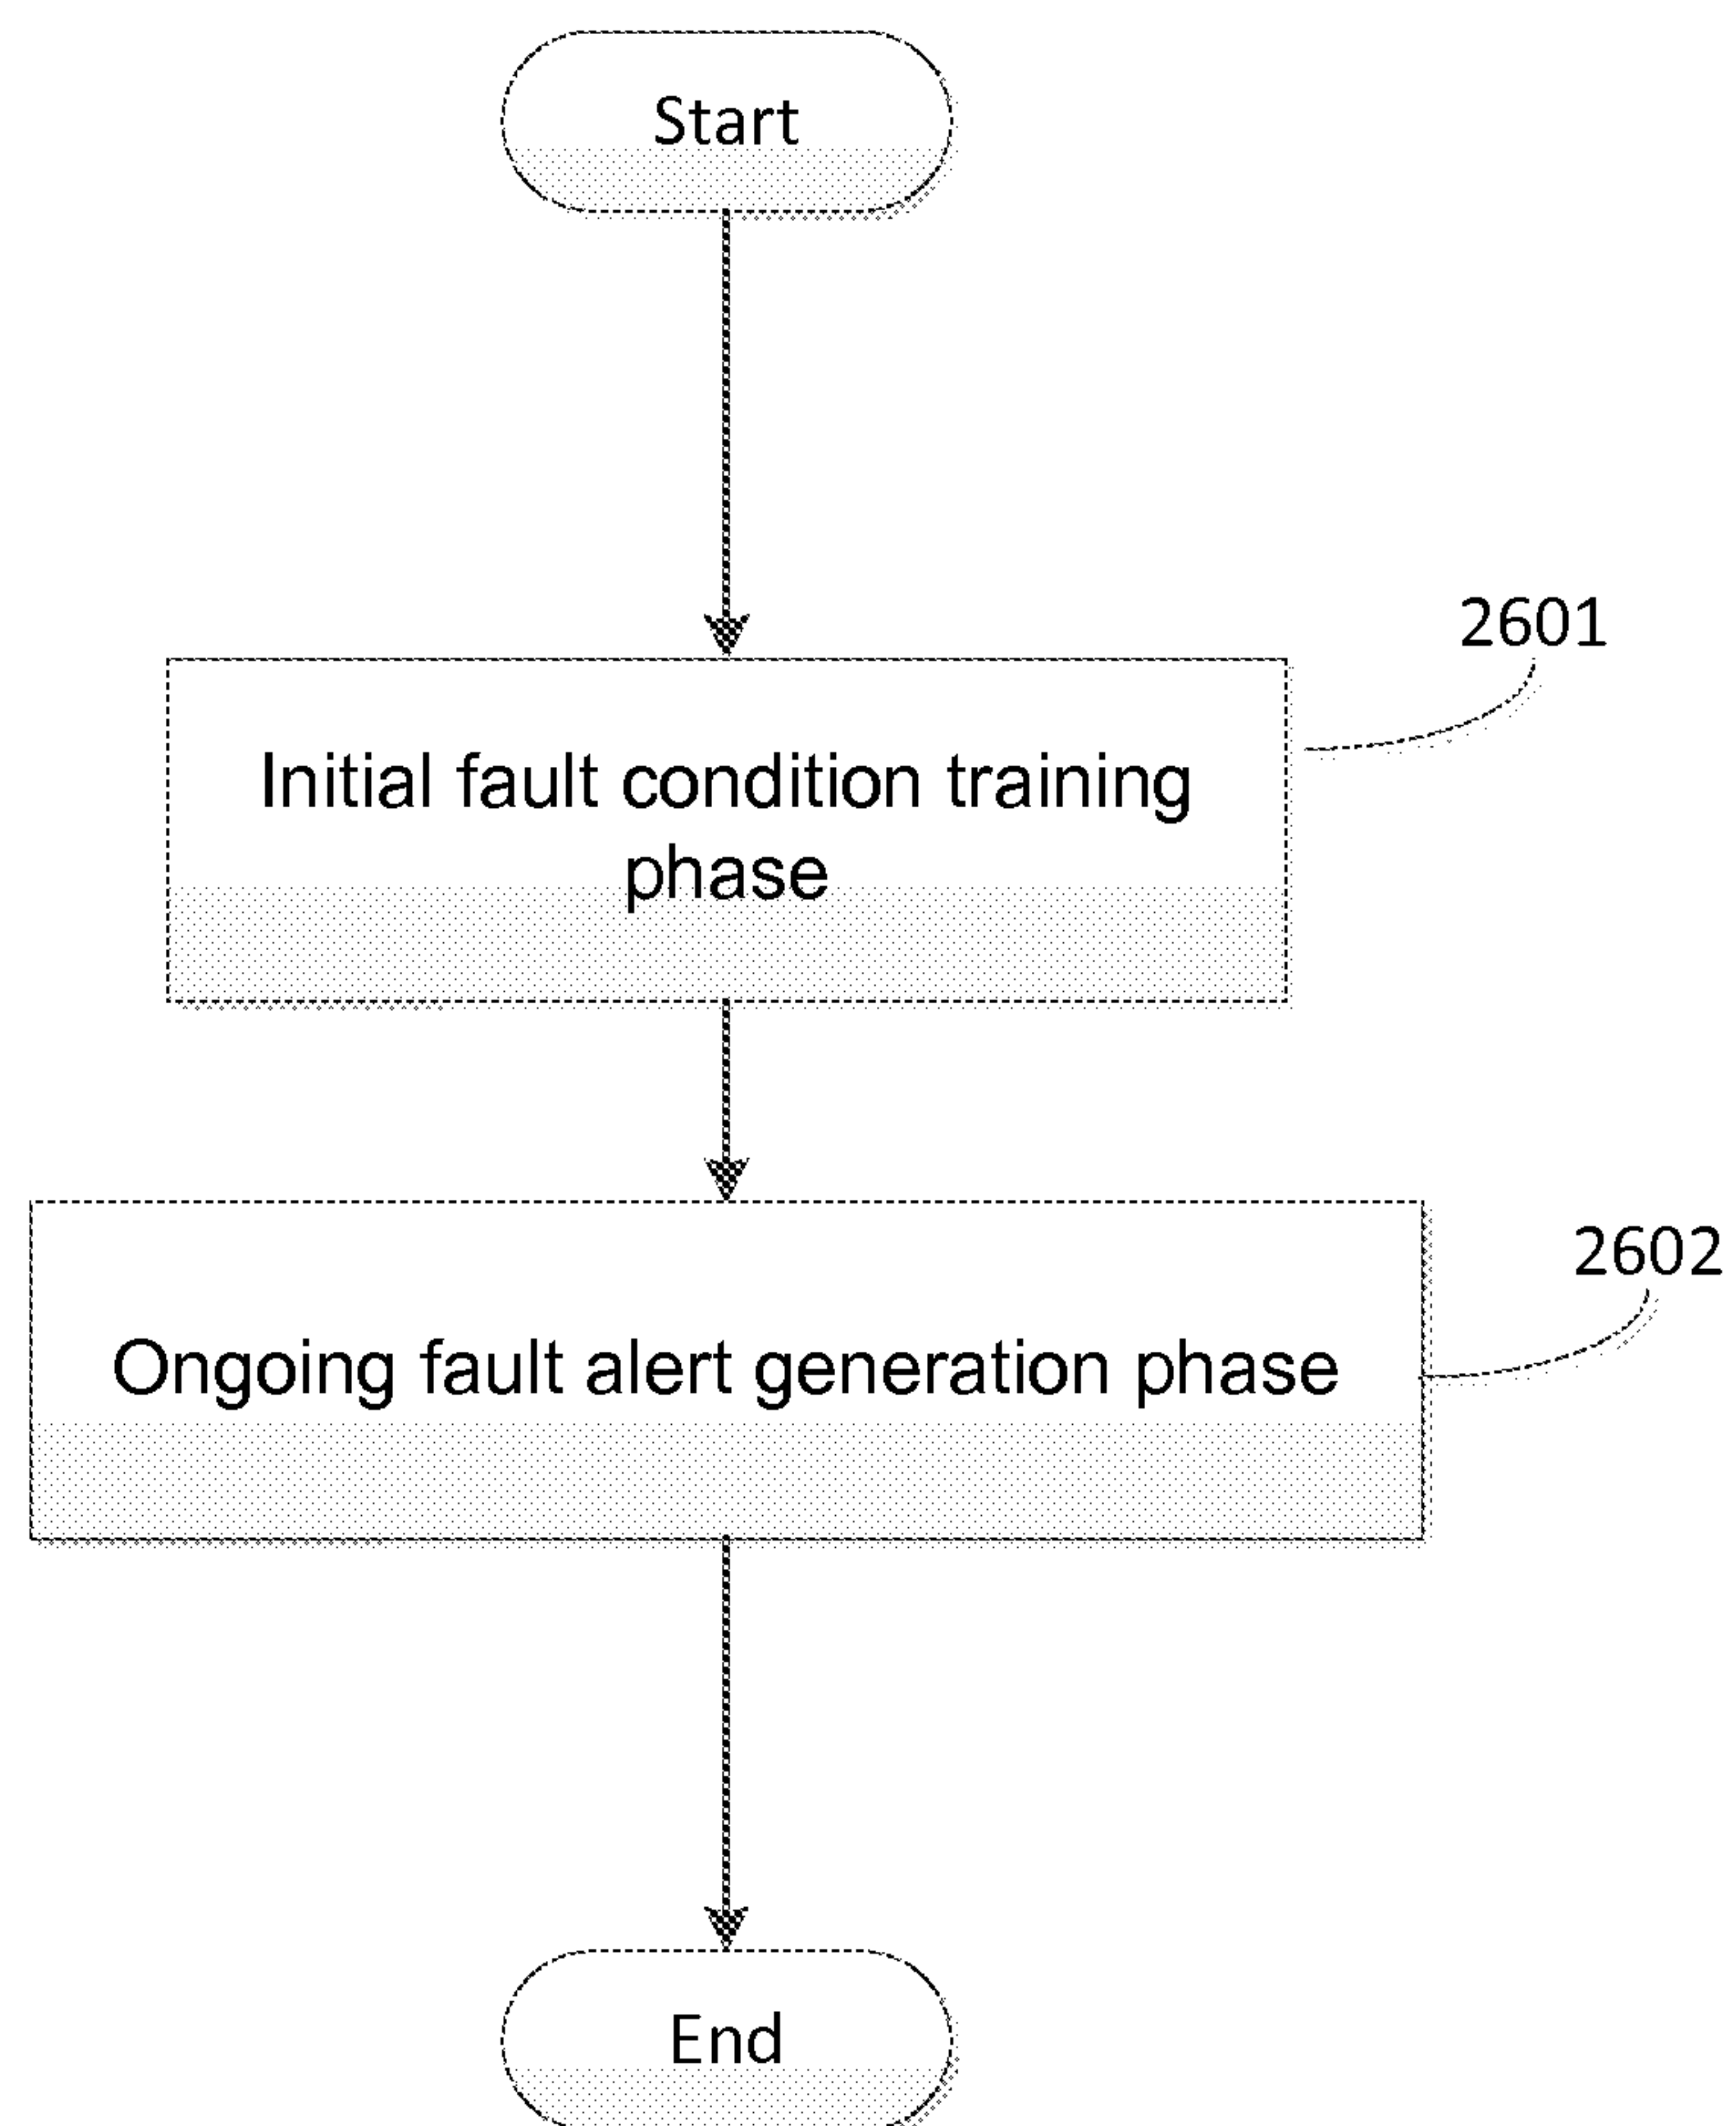 Start
2601
Initial fault condition training
phase
2602
Ongoing fault alert generation phase
End